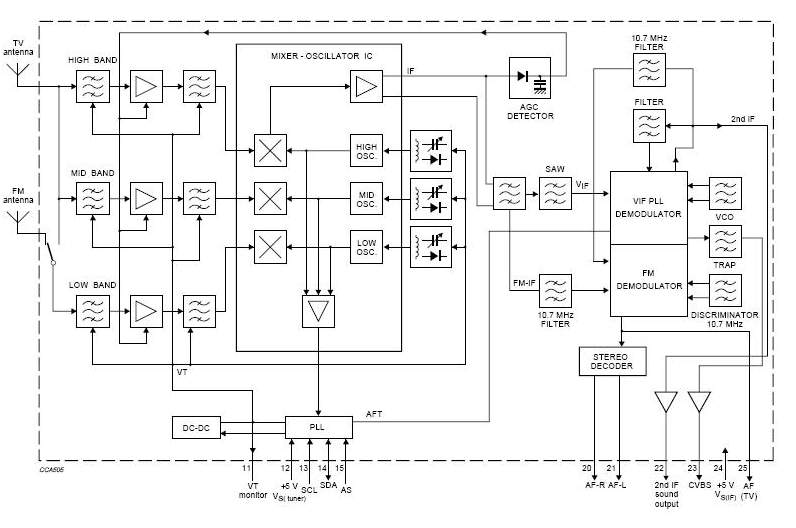 TV
antenna
HIGH BAND
MIXER - OSCILLATOR IC
IF
AGC
DETECTOR
10.7 MHz
FILTER
FILTER
2nd IF
HIGH
OSC.
MID BAND
MID
OSC.
SAW
VIF
VIF PLL
DEMODULATOR
VCO
FM
antenna
LOW
OSC.
TRAP
LOW BAND
FM-IF
10.7 MHz
FILTER
FM
DEMODULATOR
DISCRIMINATOR
10.7 MHz
VT
STEREO
DECODER
AFT
DC-DC
PLL
CCA505
11
12
13
14
15
20
21
22
23
24
25
VT
monitor
+5 V
VS( tuner)
SCL
SDA
AS
AF-R
AF-L
2nd IF
sound
output
CVBS
+5 V
VS(IF)
AF
(TV)